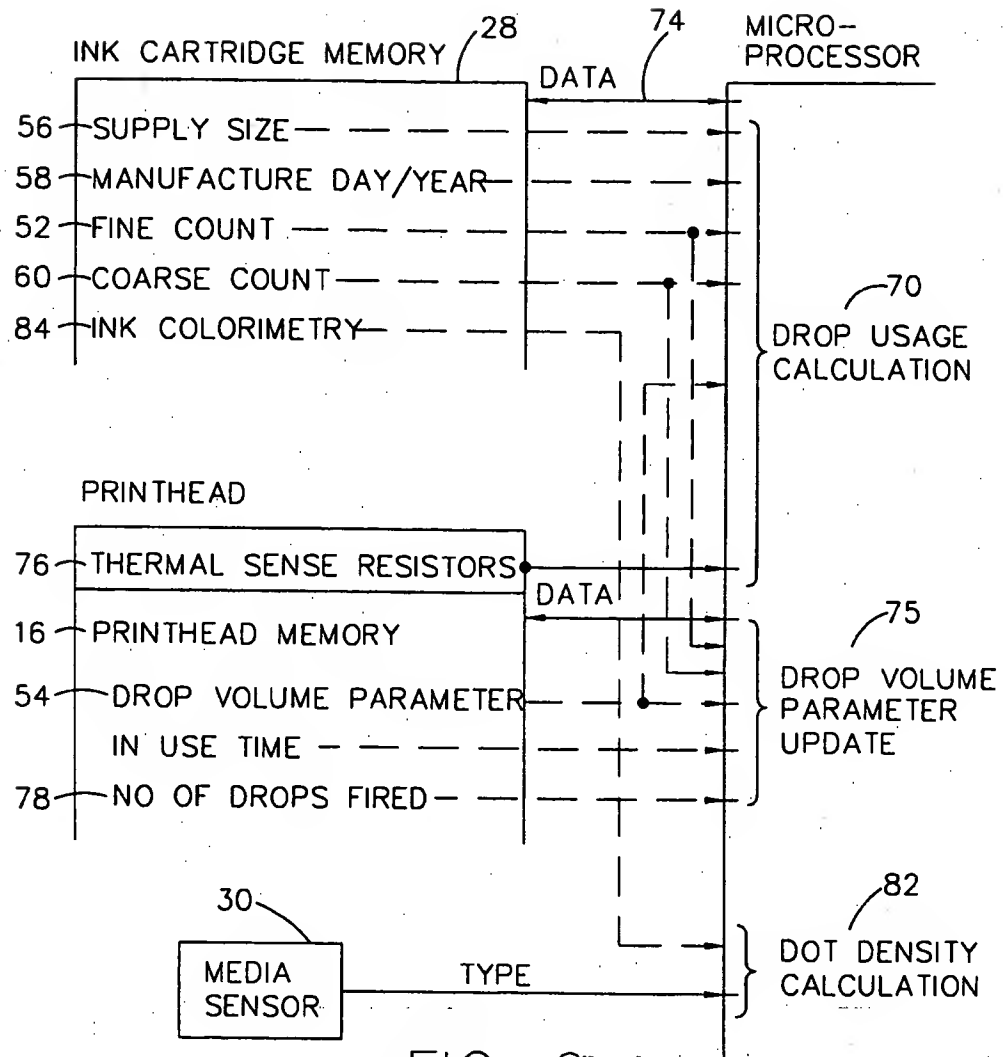 INK CARTRIDGE MEMORY
28
74
MICRO-
PROCESSOR
DATA
56 SUPPLY SIZE
58 MANUFACTURE DAY/YEAR
52 FINE COUNT
60 COARSE COUNT
84 INK COLORIMETRY
70
DROP USAGE
CALCULATION
PRINTHEAD
76 THERMAL SENSE RESISTORS
DATA
16 PRINTHEAD MEMORY
54 DROP VOLUME PARAMETER
IN USE TIME
78 NO OF DROPS FIRED
75
DROP VOLUME
PARAMETER
UPDATE
30
MEDIA
SENSOR
TYPE
82
DOT DENSITY
CALCULATION